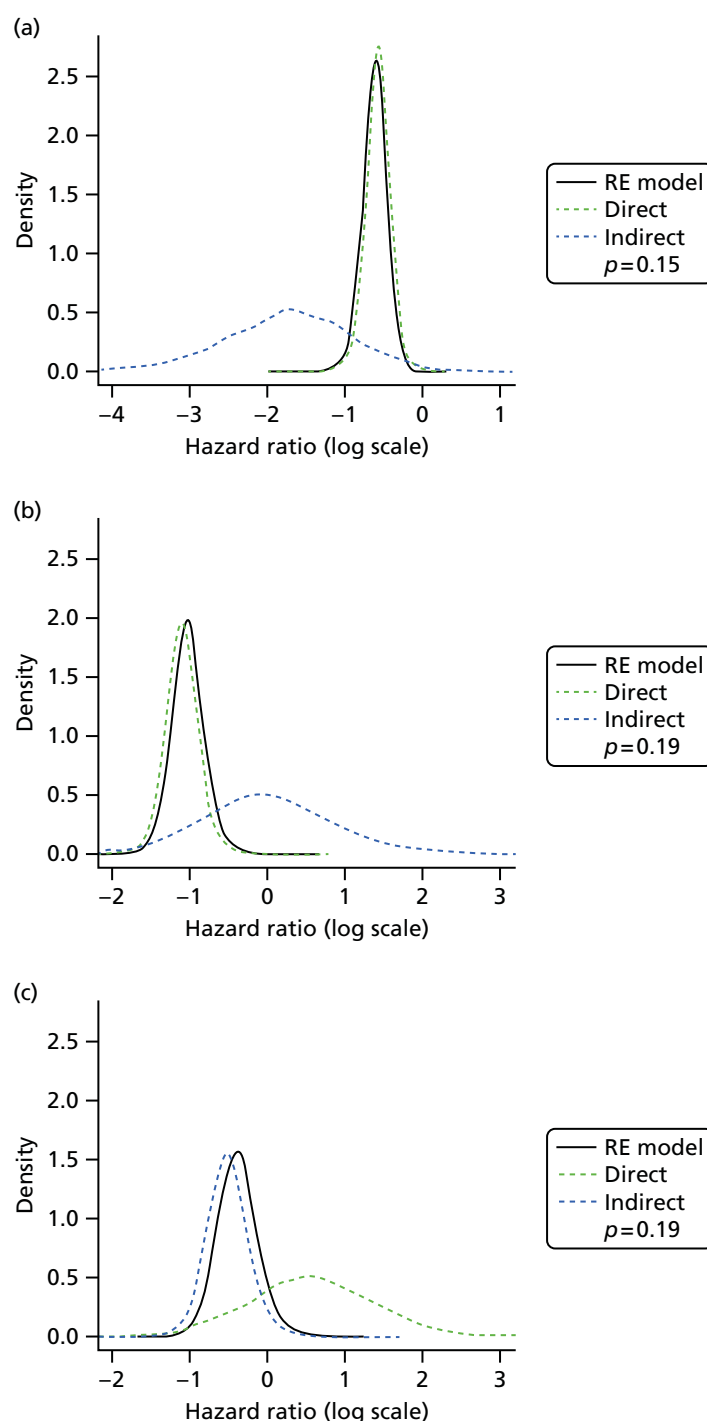 (a)
2.5
2.0
1.5
1.0
0.5
0.0
Density
−4 −3 −2 −1 0 1
Hazard ratio (log scale)
RE model
Direct
Indirect
p=0.15
(b)
2.5
2.0
1.5
1.0
0.5
0.0
Density
−2 −1 0 1 2 3
Hazard ratio (log scale)
RE model
Direct
Indirect
p=0.19
(c)
2.5
2.0
1.5
1.0
0.5
0.0
Density
−2 −1 0 1 2 3
Hazard ratio (log scale)
RE model
Direct
Indirect
p=0.19